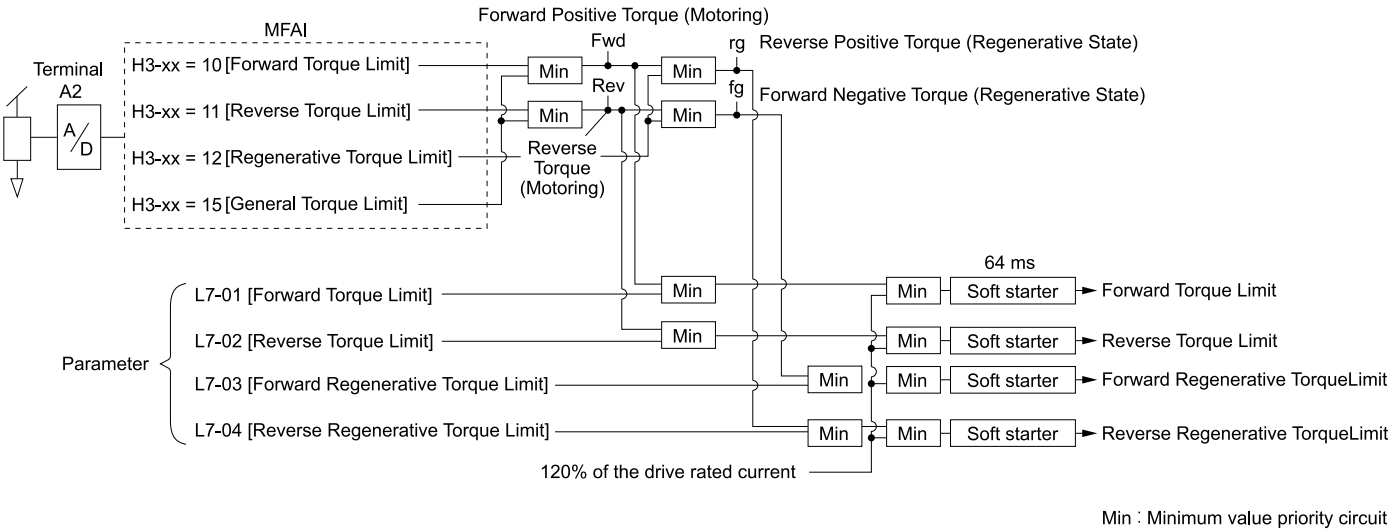 Forward Positive Torque (Motoring)
MFAI
Fwd
rg
Reverse Positive Torque (Regenerative State)
Terminal
A2
H3-xx = 10 [Forward Torque Limit]
Min
Min
Rev
fg
Forward Negative Torque (Regenerative State)
A/D
H3-xx = 11 [Reverse Torque Limit]
Min
Min
Reverse
Torque
(Motoring)
H3-xx = 12 [Regenerative Torque Limit]
H3-xx = 15 [General Torque Limit]
64 ms
Parameter
L7-01 [Forward Torque Limit]
Min
Min
Soft starter
Forward Torque Limit
L7-02 [Reverse Torque Limit]
Min
Min
Soft starter
Reverse Torque Limit
L7-03 [Forward Regenerative Torque Limit]
Min
Min
Soft starter
Forward Regenerative TorqueLimit
L7-04 [Reverse Regenerative Torque Limit]
Min
Min
Soft starter
Reverse Regenerative TorqueLimit
120% of the drive rated current
Min : Minimum value priority circuit